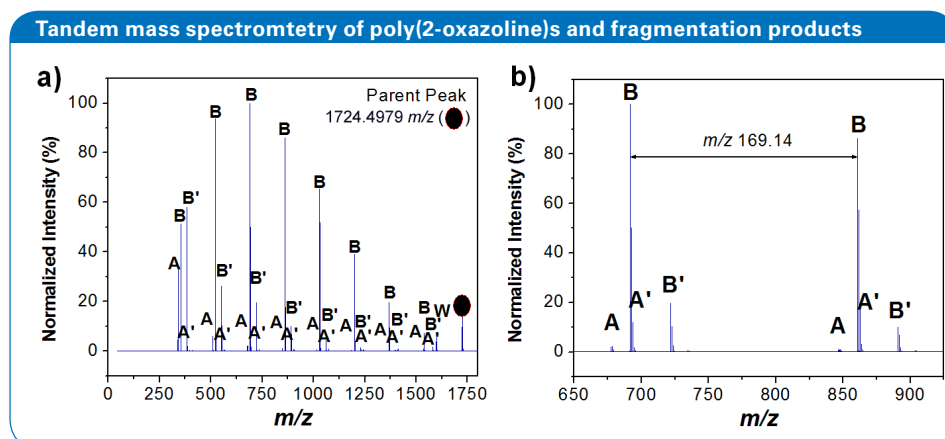 Tandem mass spectromtetry of poly(2-oxazoline)s and fragmentation products
a)
Parent Peak
1724.4979 m/z ( )
Normalized Intensity (%)
100
80
60
40
20
0
A
B
A'
B'
A
B
A'
B'
A
B
A'
B'
A
B
A'
B'
A
B
A'
B'
A
B
A'
B'
A
B
A'
B'
A
B
A'
B'
W
0
250
500
750
1000
1250
1500
1750
m/z
b)
Normalized Intensity (%)
100
80
60
40
20
0
B
m/z 169.14
B
A
A'
B'
A
A'
B'
650
700
750
800
850
900
m/z